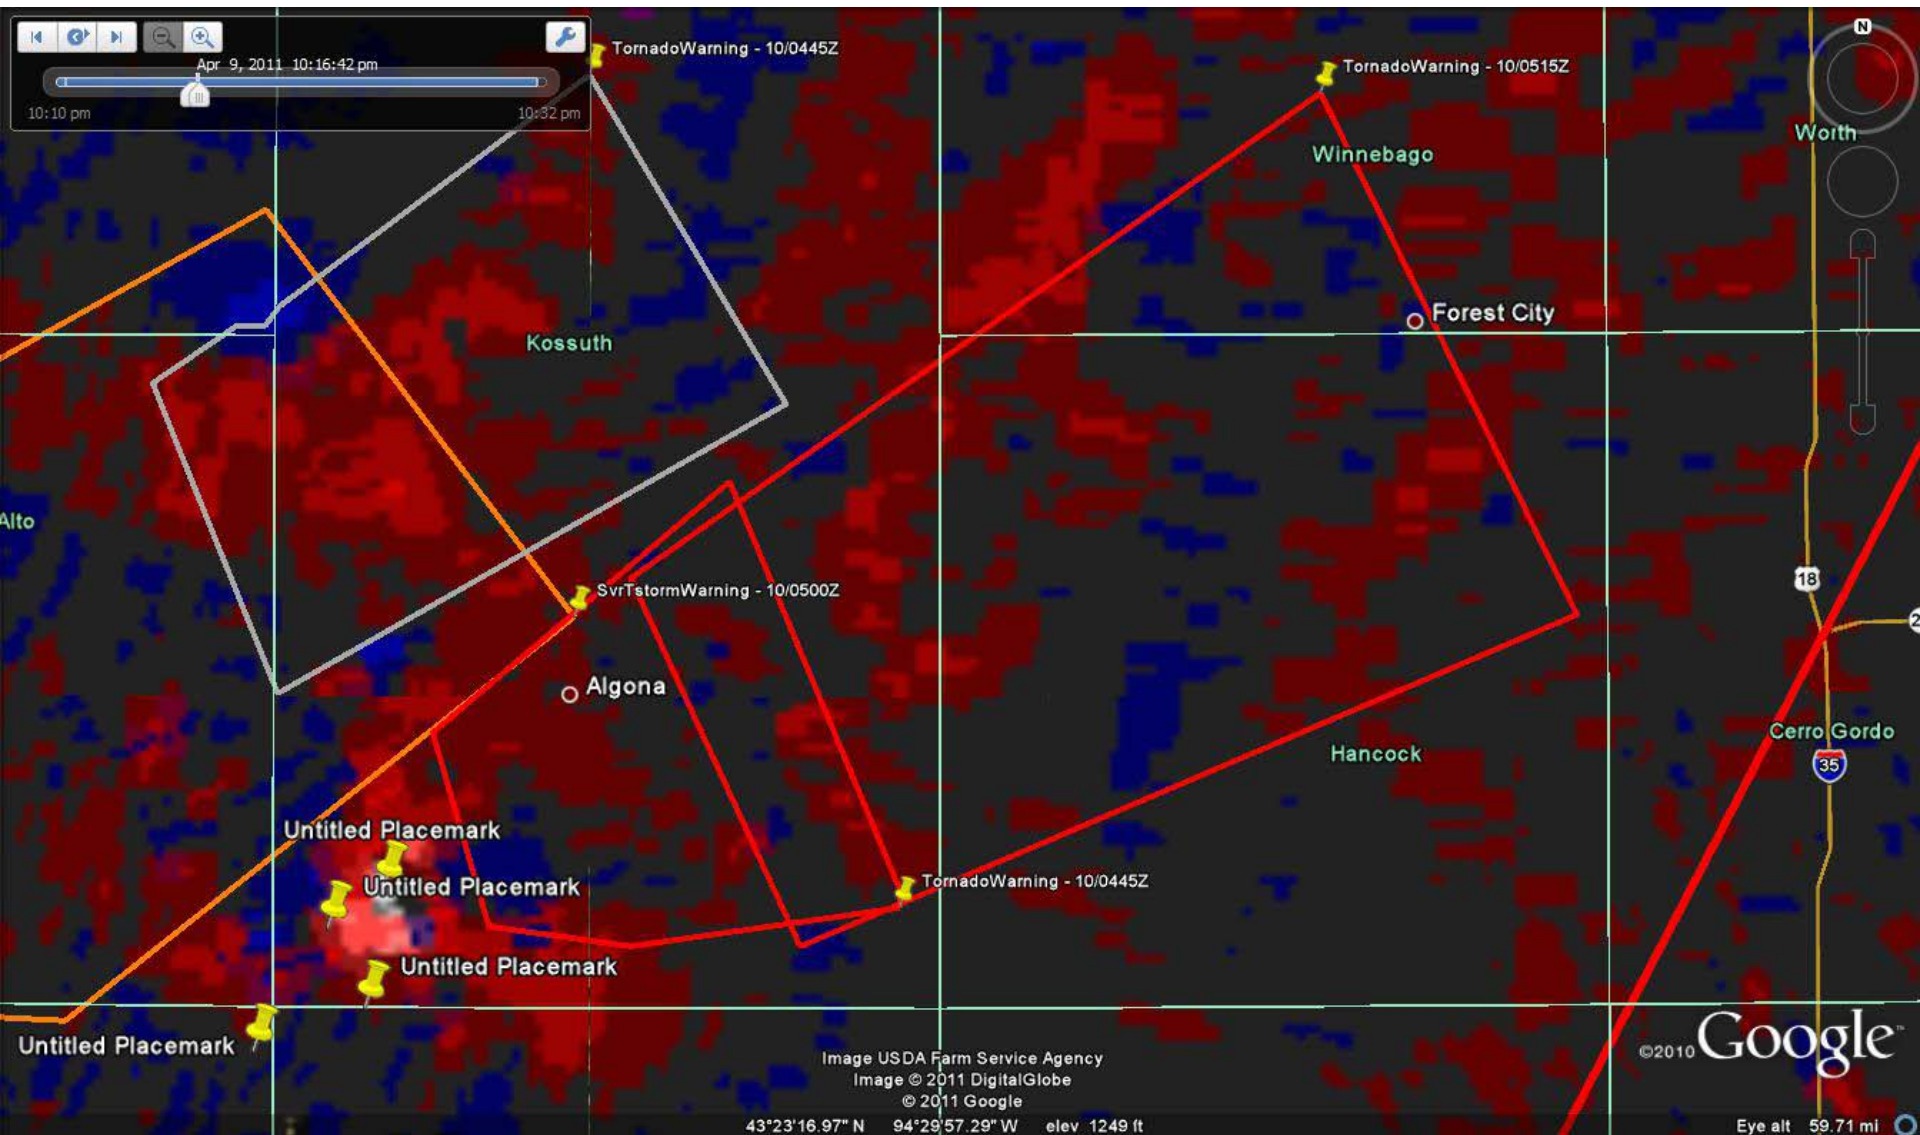 TornadoWarning - 10/0445Z
Apr 9, 2011 10:16:42 pm
10:10 pm
10:32 pm
N
TornadoWarning - 10/0515Z
Worth
Winnebago
Forest City
Kossuth
Alto
18
SvrTstormWarning - 10/0500Z
2
Algona
Cerro Gordo
Hancock
35
Untitled Placemark
Untitled Placemark
TornadoWarning - 10/0445Z
Untitled Placemark
Untitled Placemark
©2010 Google™
Image USDA Farm Service Agency
Image © 2011 DigitalGlobe
© 2011 Google
43°23'16.97" N 94°29'57.29" W elev 1249 ft
Eye alt 59.71 mi